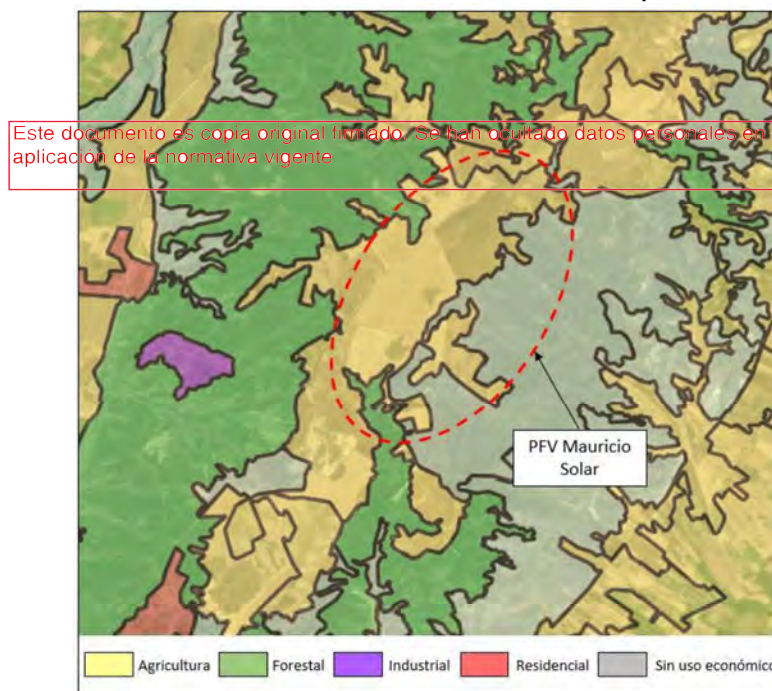 Este documento es copia original firmado. Se han ocultado datos personales en
aplicación de la normativa vigente
PFV Mauricio
Solar
Agricultura
Forestal
Industrial
Residencial
Sin uso económico